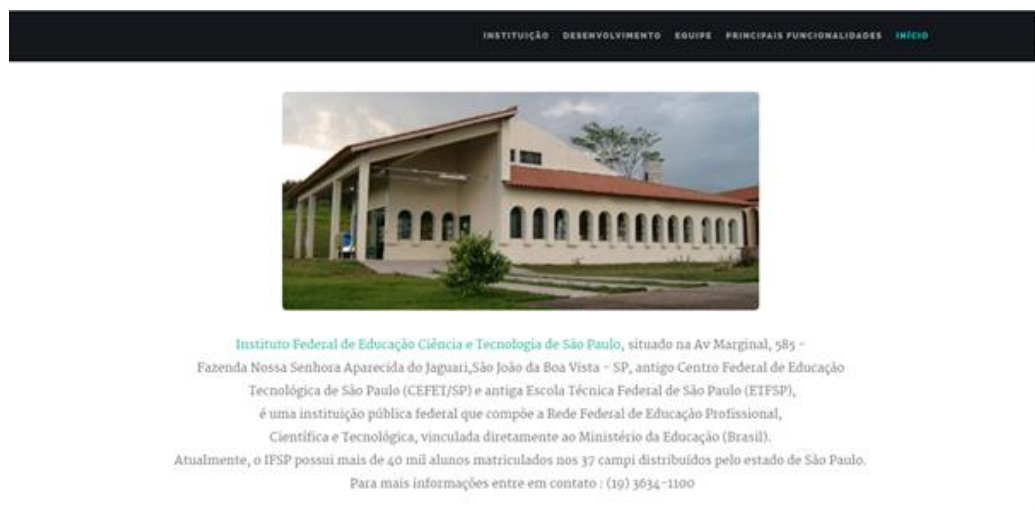 INSTITUIÇÃO DESENVOLVIMENTO EQUIPE PRINCIPAIS FUNCIONALIDADES INÍCIO
Instituto Federal de Educação Ciência e Tecnologia de São Paulo, situado na Av Marginal, 585 -
Fazenda Nossa Senhora Aparecida do Jaguari,São João da Boa Vista - SP, antigo Centro Federal de Educação
Tecnológica de São Paulo (CEFET/SP) e antiga Escola Técnica Federal de São Paulo (ETFSP),
é uma instituição pública federal que compõe a Rede Federal de Educação Profissional,
Científica e Tecnológica, vinculada diretamente ao Ministério da Educação (Brasil).
Atualmente, o IFSP possui mais de 40 mil alunos matriculados nos 37 campi distribuídos pelo estado de São Paulo.
Para mais informações entre em contato : (19) 3634-1100